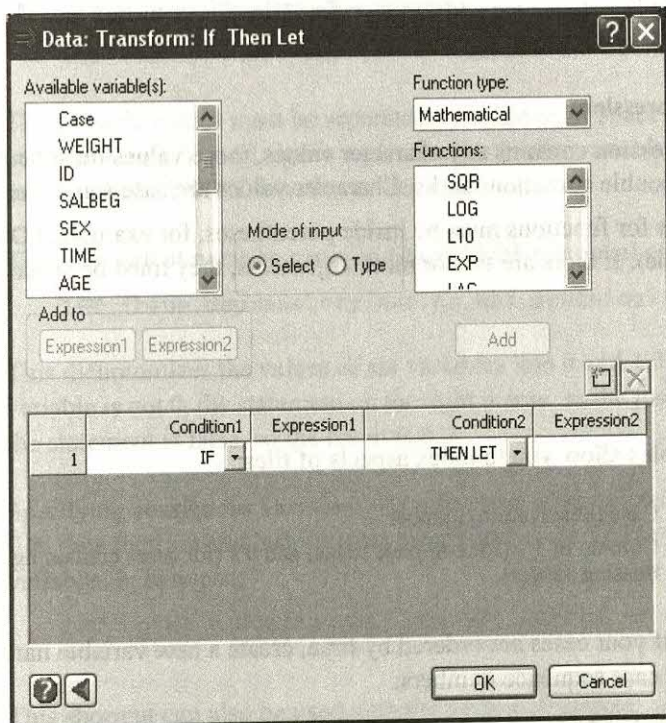 Data: Transform: If Then Let
Available variable(s):
Case
WEIGHT
ID
SALBEG
SEX
TIME
AGE
Function type:
Mathematical
Functions:
SQR
LOG
L10
EXP
Mode of input
Select
Type
Add to
Expression1
Expression2
Add
Condition1 Expression1 Condition2 Expression2
1 IF THEN LET
OK
Cancel